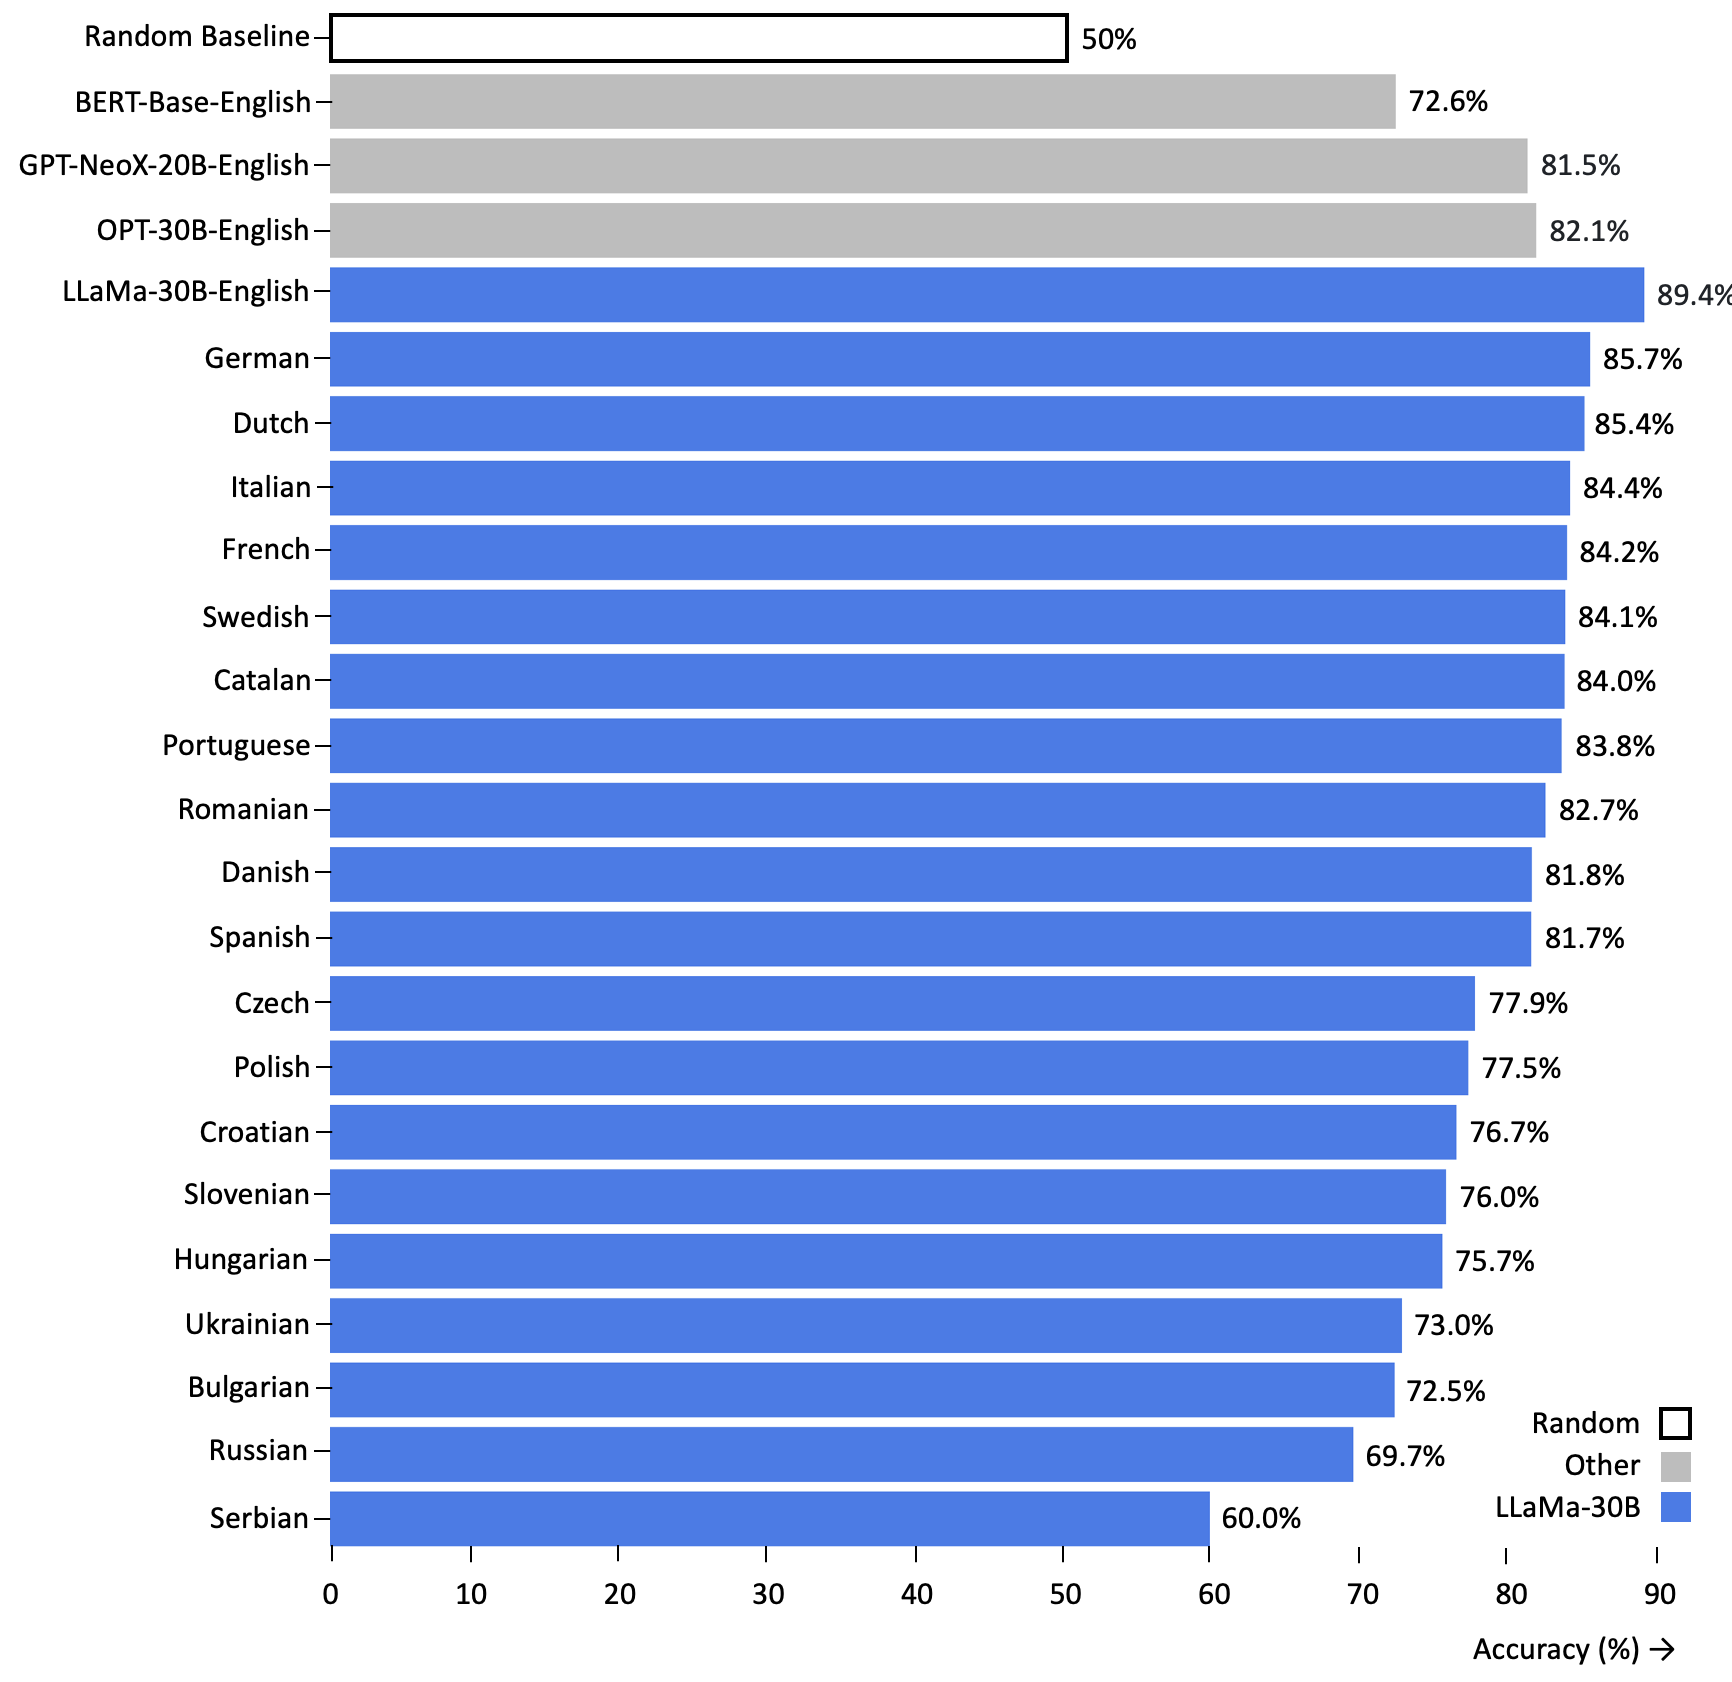 Random Baseline 50%
BERT-Base-English 72.6%
GPT-NeoX-20B-English 81.5%
OPT-30B-English 82.1%
LLaMa-30B-English 89.4%
German 85.7%
Dutch 85.4%
Italian 84.4%
French 84.2%
Swedish 84.1%
Catalan 84.0%
Portuguese 83.8%
Romanian 82.7%
Danish 81.8%
Spanish 81.7%
Czech 77.9%
Polish 77.5%
Croatian 76.7%
Slovenian 76.0%
Hungarian 75.7%
Ukrainian 73.0%
Bulgarian 72.5%
Random
Russian 69.7%
Other
LLaMa-30B
Serbian 60.0%
0 10 20 30 40 50 60 70 80 90
Accuracy (%) →